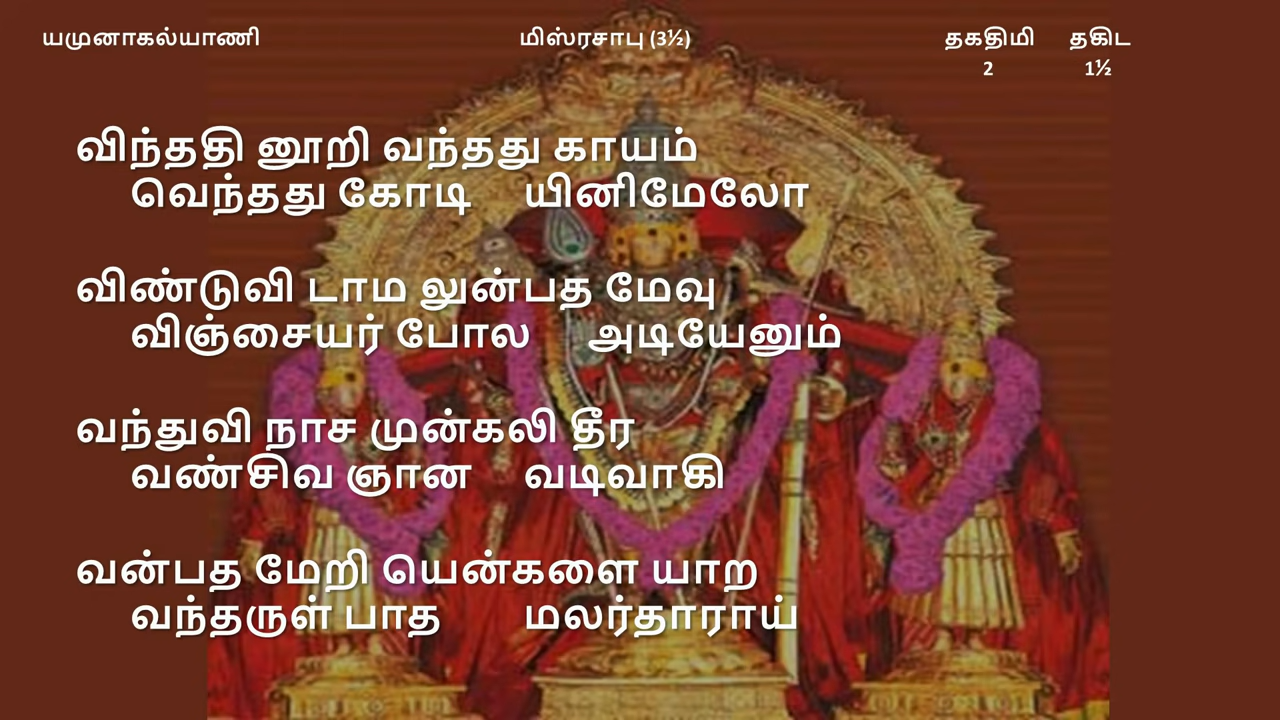 யமுனாகல்யாணி மிஸ்ரசாபு (3½) தகதிமி தகிட
2 1½
விந்ததி னூறி வந்தது காயம்
வெந்தது கோடி யினிமேலோ
விண்டுவி டாம லுன்பத மேவு
விஞ்சையர் போல அடியேனும்
வந்துவி நாச முன்கலி தீர
வண்சிவ ஞான வடிவாகி
வன்பத மேறி யென்களை யாற
வந்தருள் பாத மலர்தாராய்